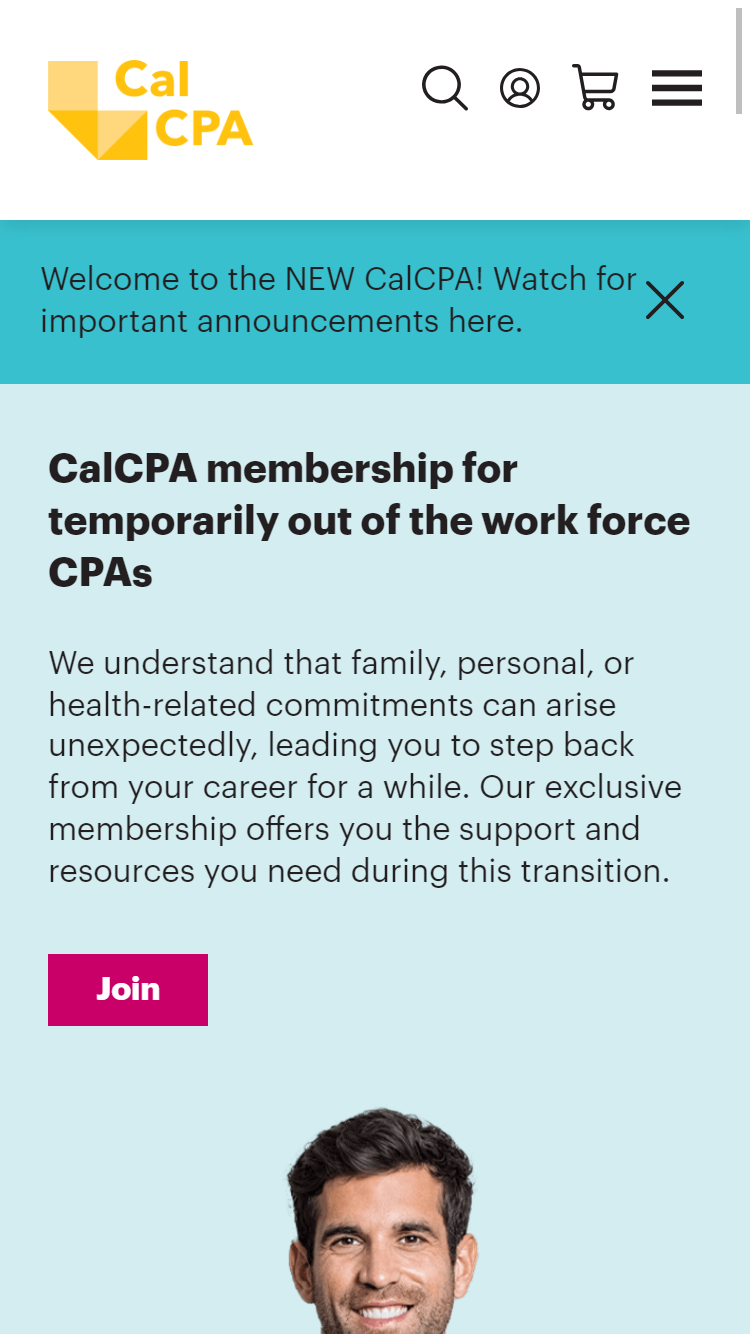 Cal
CPA
Welcome to the NEW CalCPA! Watch for
important announcements here.
CalCPA membership for
temporarily out of the work force
CPAs
We understand that family, personal, or
health-related commitments can arise
unexpectedly, leading you to step back
from your career for a while. Our exclusive
membership offers you the support and
resources you need during this transition.
Join